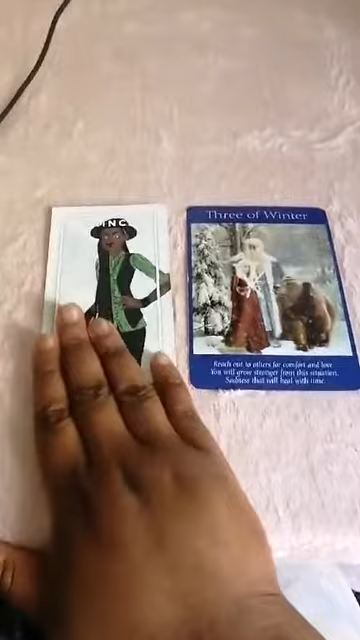 INC
Three of Winter
Reach out to others for comfort and love.
You will grow stronger from this situation.
Sadness that will heal with time.